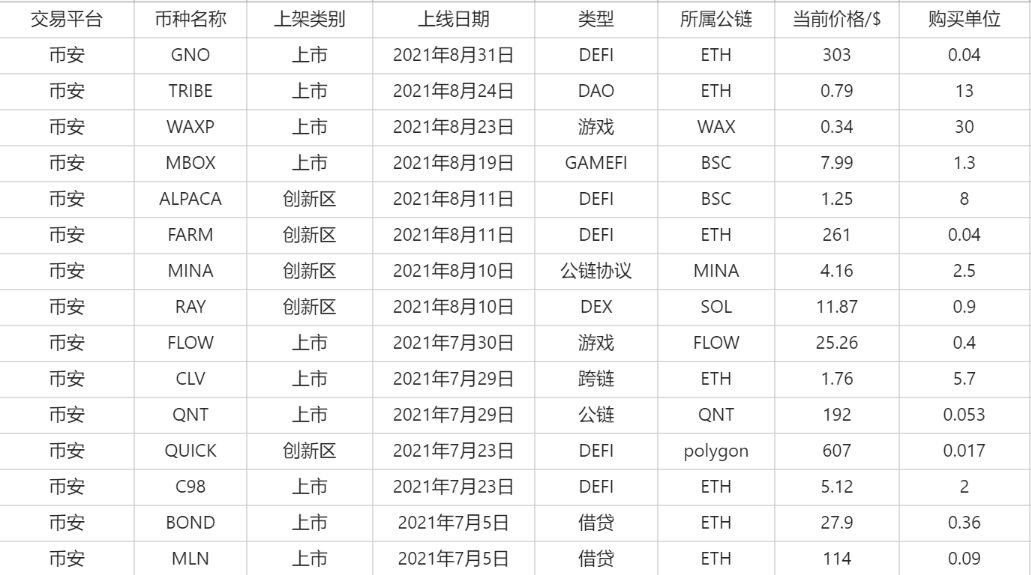 交易平台 币种名称 上架类别 上线日期 类型 所属公链 当前价格/$ 购买单位
币安 GNO 上市 2021年8月31日 DEFI ETH 303 0.04
币安 TRIBE 上市 2021年8月24日 DAO ETH 0.79 13
币安 WAXP 上市 2021年8月23日 游戏 WAX 0.34 30
币安 MBOX 上市 2021年8月19日 GAMEFI BSC 7.99 1.3
币安 ALPACA 创新区 2021年8月11日 DEFI BSC 1.25 8
币安 FARM 创新区 2021年8月11日 DEFI ETH 261 0.04
币安 MINA 创新区 2021年8月10日 公链协议 MINA 4.16 2.5
币安 RAY 创新区 2021年8月10日 DEX SOL 11.87 0.9
币安 FLOW 上市 2021年7月30日 游戏 FLOW 25.26 0.4
币安 CLV 上市 2021年7月29日 跨链 ETH 1.76 5.7
币安 QNT 上市 2021年7月29日 公链 QNT 192 0.053
币安 QUICK 创新区 2021年7月23日 DEFI polygon 607 0.017
币安 C98 上市 2021年7月23日 DEFI ETH 5.12 2
币安 BOND 上市 2021年7月5日 借贷 ETH 27.9 0.36
币安 MLN 上市 2021年7月5日 借贷 ETH 114 0.09